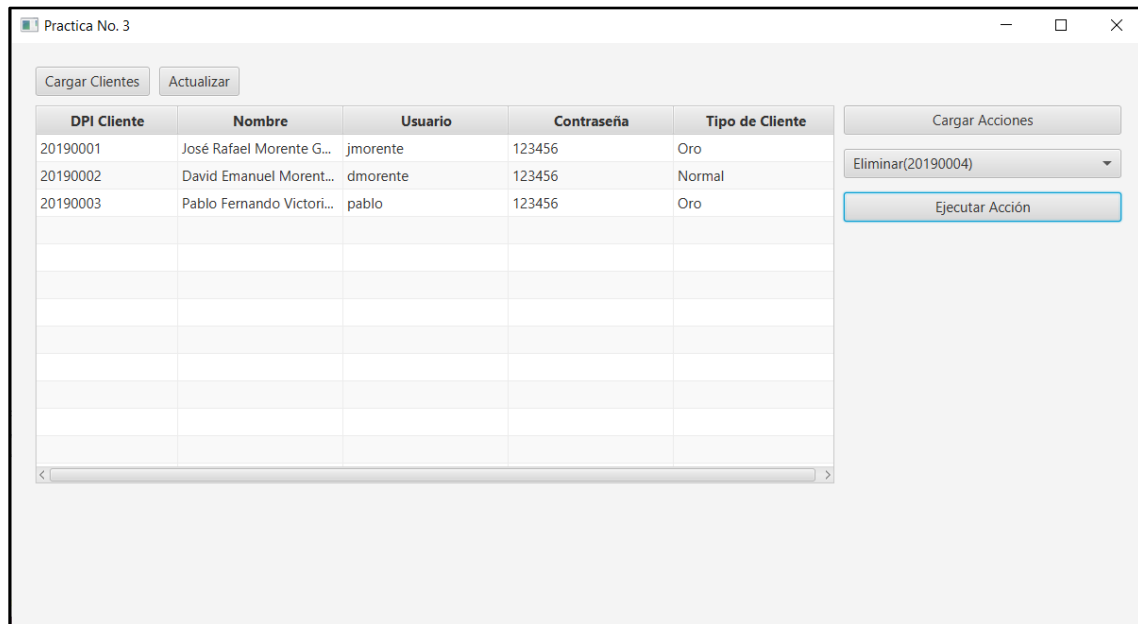 Practica No. 3
Cargar Clientes Actualizar
DPI Cliente Nombre Usuario Contraseña Tipo de Cliente Cargar Acciones
20190001 José Rafael Morente G... jmorente 123456 Oro
Eliminar(20190004)
20190002 David Emanuel Morent... dmorente 123456 Normal
20190003 Pablo Fernando Victori... pablo 123456 Oro Ejecutar Acción